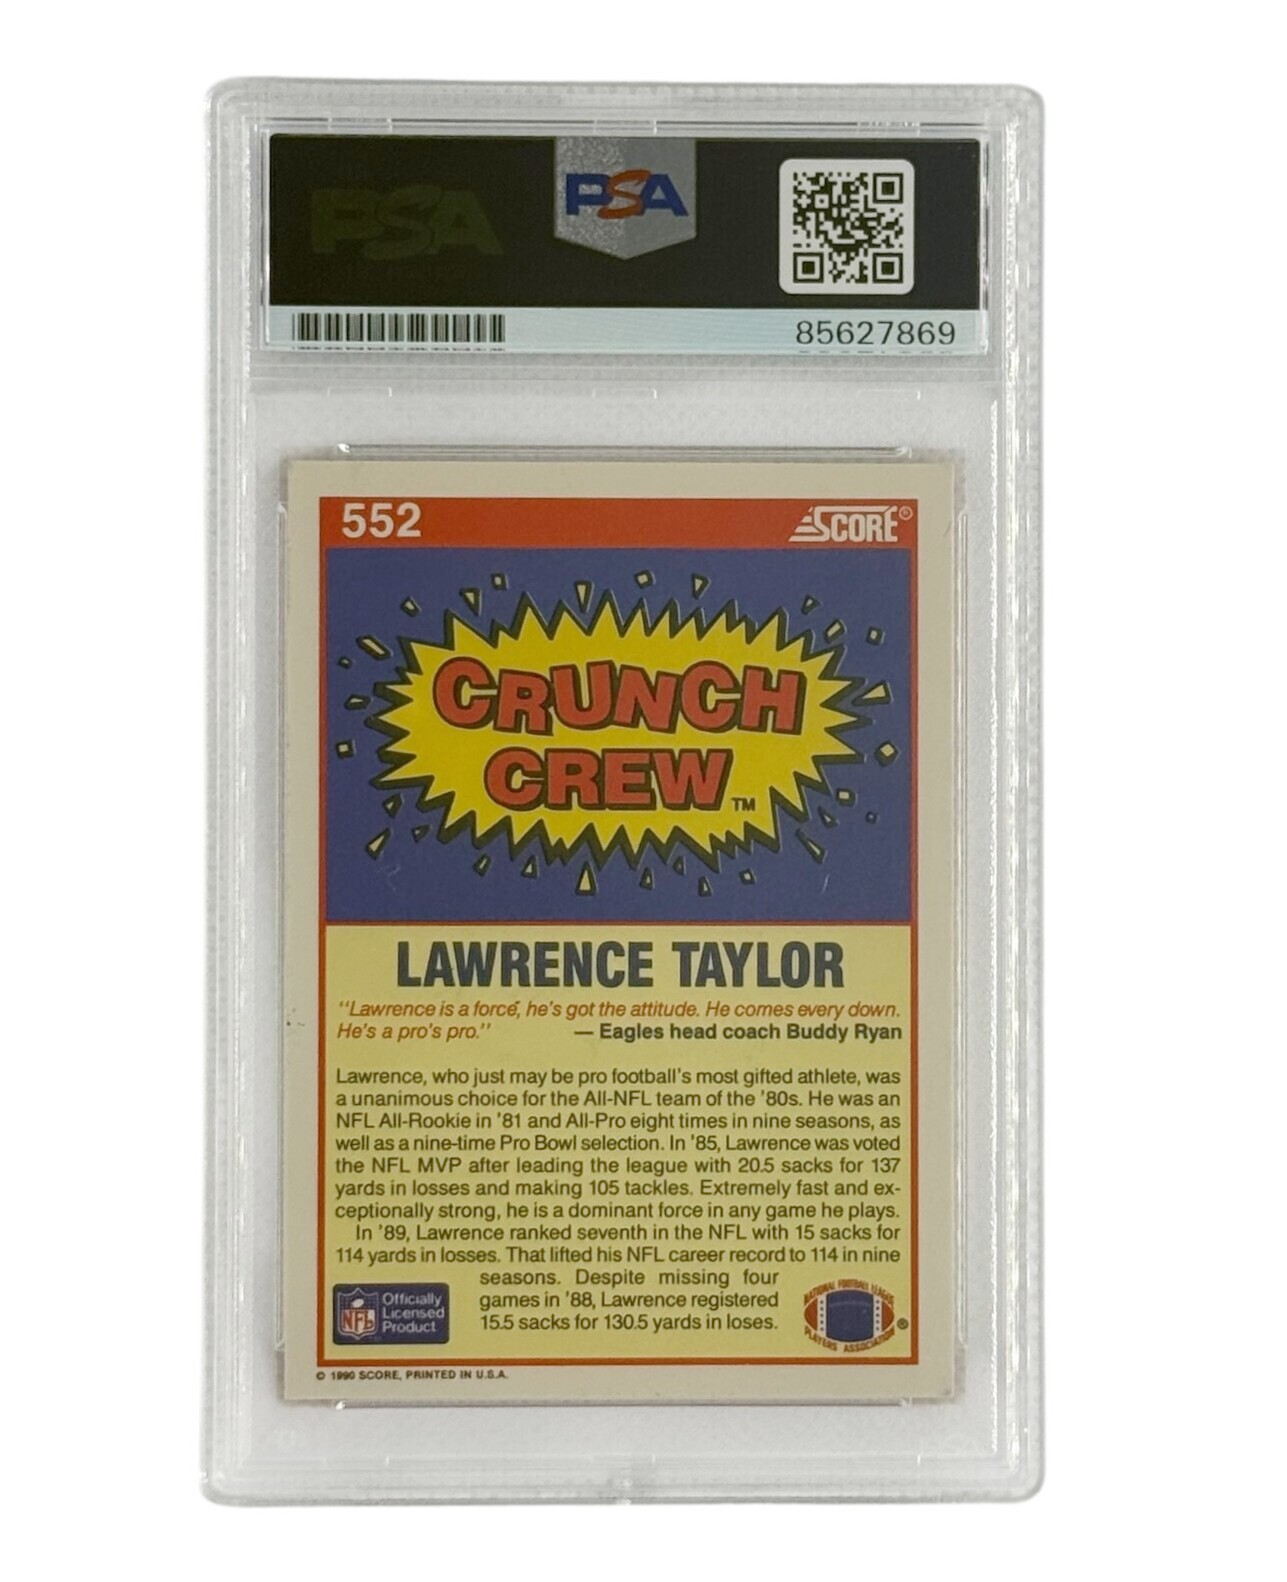 PSA
PSA
85627869
552
SCORE®
CRUNCH
CREW™
LAWRENCE TAYLOR
"Lawrence is a force, he's got the attitude. He comes every down.
He's a pro's pro." — Eagles head coach Buddy Ryan
Lawrence, who just may be pro football's most gifted athlete, was
a unanimous choice for the All-NFL team of the '80s. He was an
NFL All-Rookie in '81 and All-Pro eight times in nine seasons, as
well as a nine-time Pro Bowl selection. In '85, Lawrence was voted
the NFL MVP after leading the league with 20.5 sacks for 137
yards in losses and making 105 tackles. Extremely fast and ex-
ceptionally strong, he is a dominant force in any game he plays.
In '89, Lawrence ranked seventh in the NFL with 15 sacks for
114 yards in losses. That lifted his NFL career record to 114 in nine
seasons. Despite missing four
games in '88, Lawrence registered
15.5 sacks for 130.5 yards in loses.
NFL
Officially
Licensed
Product
NATIONAL FOOTBALL LEAGUE
PLAYERS ASSOCIATION ®
© 1990 SCORE, PRINTED IN U.S.A.